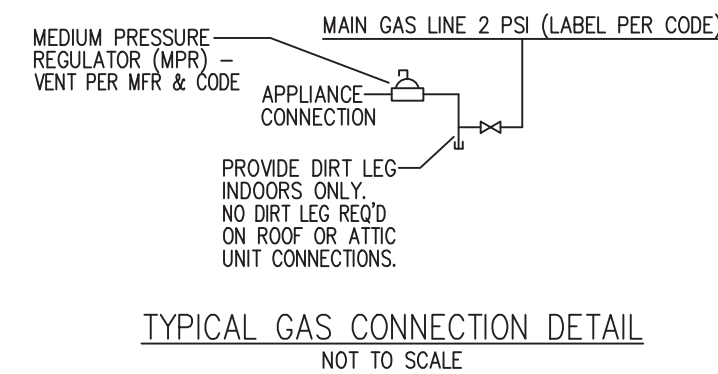 MAIN GAS LINE 2 PSI (LABEL PER CODE)
MEDIUM PRESSURE
REGULATOR (MPR) –
VENT PER MFR & CODE
APPLIANCE
CONNECTION
PROVIDE DIRT LEG
INDOORS ONLY.
NO DIRT LEG REQ'D
ON ROOF OR ATTIC
UNIT CONNECTIONS.
TYPICAL GAS CONNECTION DETAIL
NOT TO SCALE